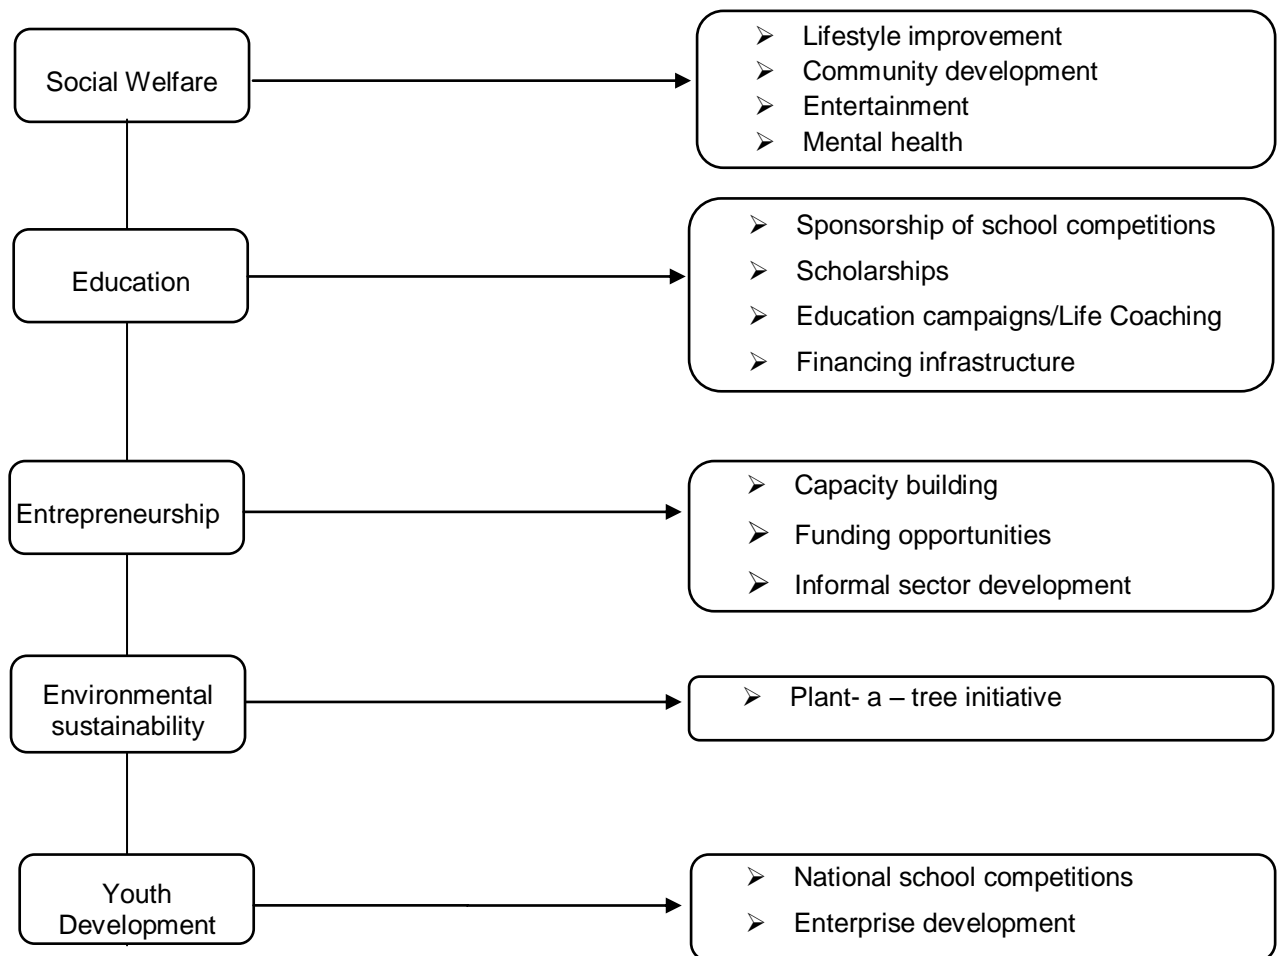 Social Welfare
➢ Lifestyle improvement
➢ Community development
➢ Entertainment
➢ Mental health
Education
➢ Sponsorship of school competitions
➢ Scholarships
➢ Education campaigns/Life Coaching
➢ Financing infrastructure
Entrepreneurship
➢ Capacity building
➢ Funding opportunities
➢ Informal sector development
Environmental
sustainability
➢ Plant- a – tree initiative
Youth
Development
➢ National school competitions
➢ Enterprise development